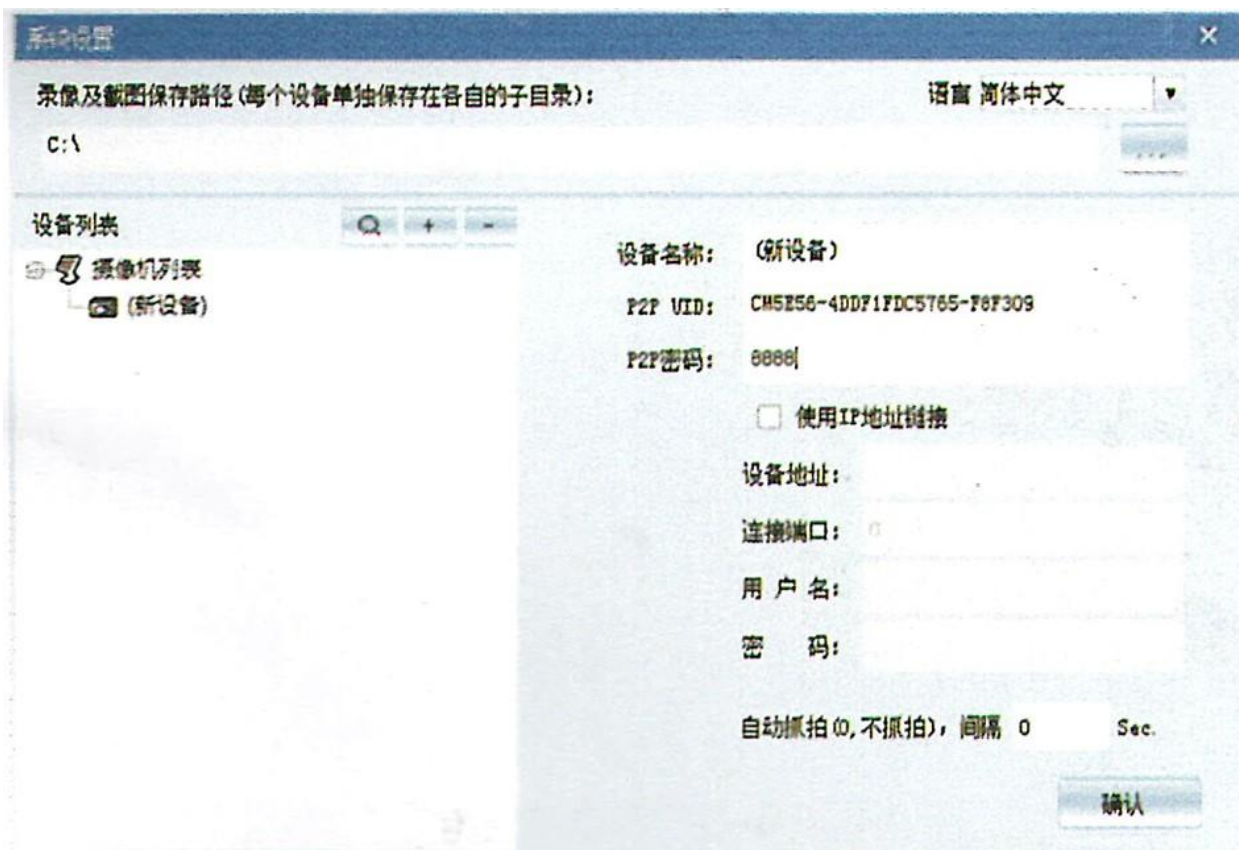 系统设置
录像及截图保存路径(每个设备单独保存在各自的子目录):
语言 简体中文
C:\
...
设备列表
+ -
摄像机列表
(新设备)
设备名称: (新设备)
P2P UID: CM5E56-4DDF1FDC5765-F8F309
P2P密码: 8888
使用IP地址链接
设备地址:
连接端口: 0
用 户 名:
密 码:
自动抓拍(0,不抓拍), 间隔 0 Sec.
确认